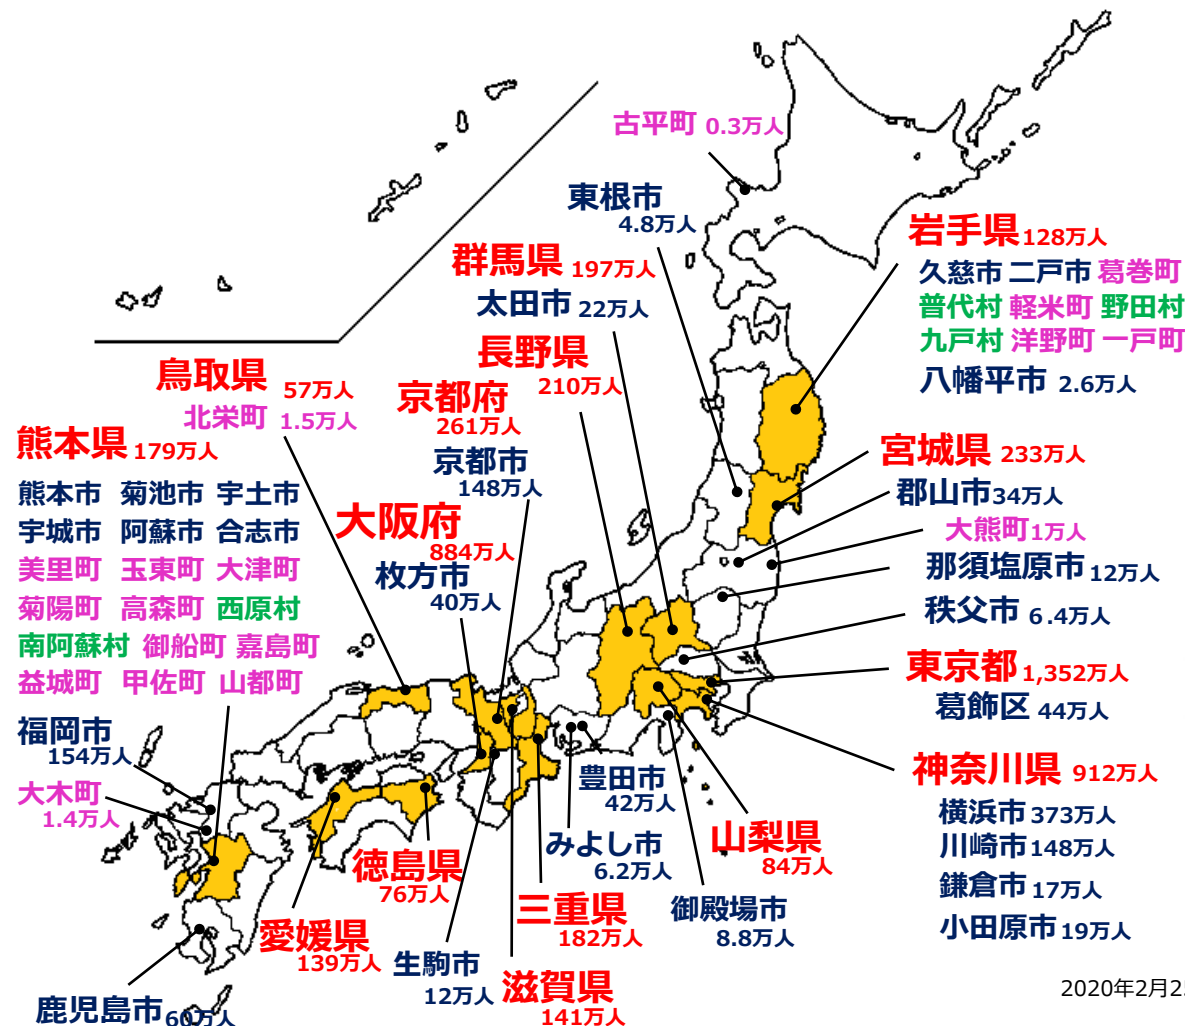 古平町 0.3万人
東根市
4.8万人
岩手県 128万人
久慈市 二戸市 葛巻町
普代村 軽米町 野田村
九戸村 洋野町 一戸町
八幡平市 2.6万人
群馬県 197万人
太田市 22万人
長野県
210万人
鳥取県 57万人
北栄町 1.5万人
京都府
261万人
京都市
148万人
熊本県 179万人
熊本市 菊池市 宇土市
宇城市 阿蘇市 合志市
美里町 玉東町 大津町
菊陽町 高森町 西原村
南阿蘇村 御船町 嘉島町
益城町 甲佐町 山都町
大阪府
884万人
枚方市
40万人
宮城県 233万人
郡山市 34万人
大熊町 1万人
那須塩原市 12万人
秩父市 6.4万人
東京都 1,352万人
葛飾区 44万人
神奈川県 912万人
横浜市 373万人
川崎市 148万人
鎌倉市 17万人
小田原市 19万人
福岡市
154万人
大木町
1.4万人
豊田市
42万人
みよし市
6.2万人
山梨県
84万人
御殿場市
8.8万人
徳島県
76万人
愛媛県
139万人
三重県
182万人
生駒市
12万人
滋賀県
141万人
鹿児島市 60万人
2020年2月2